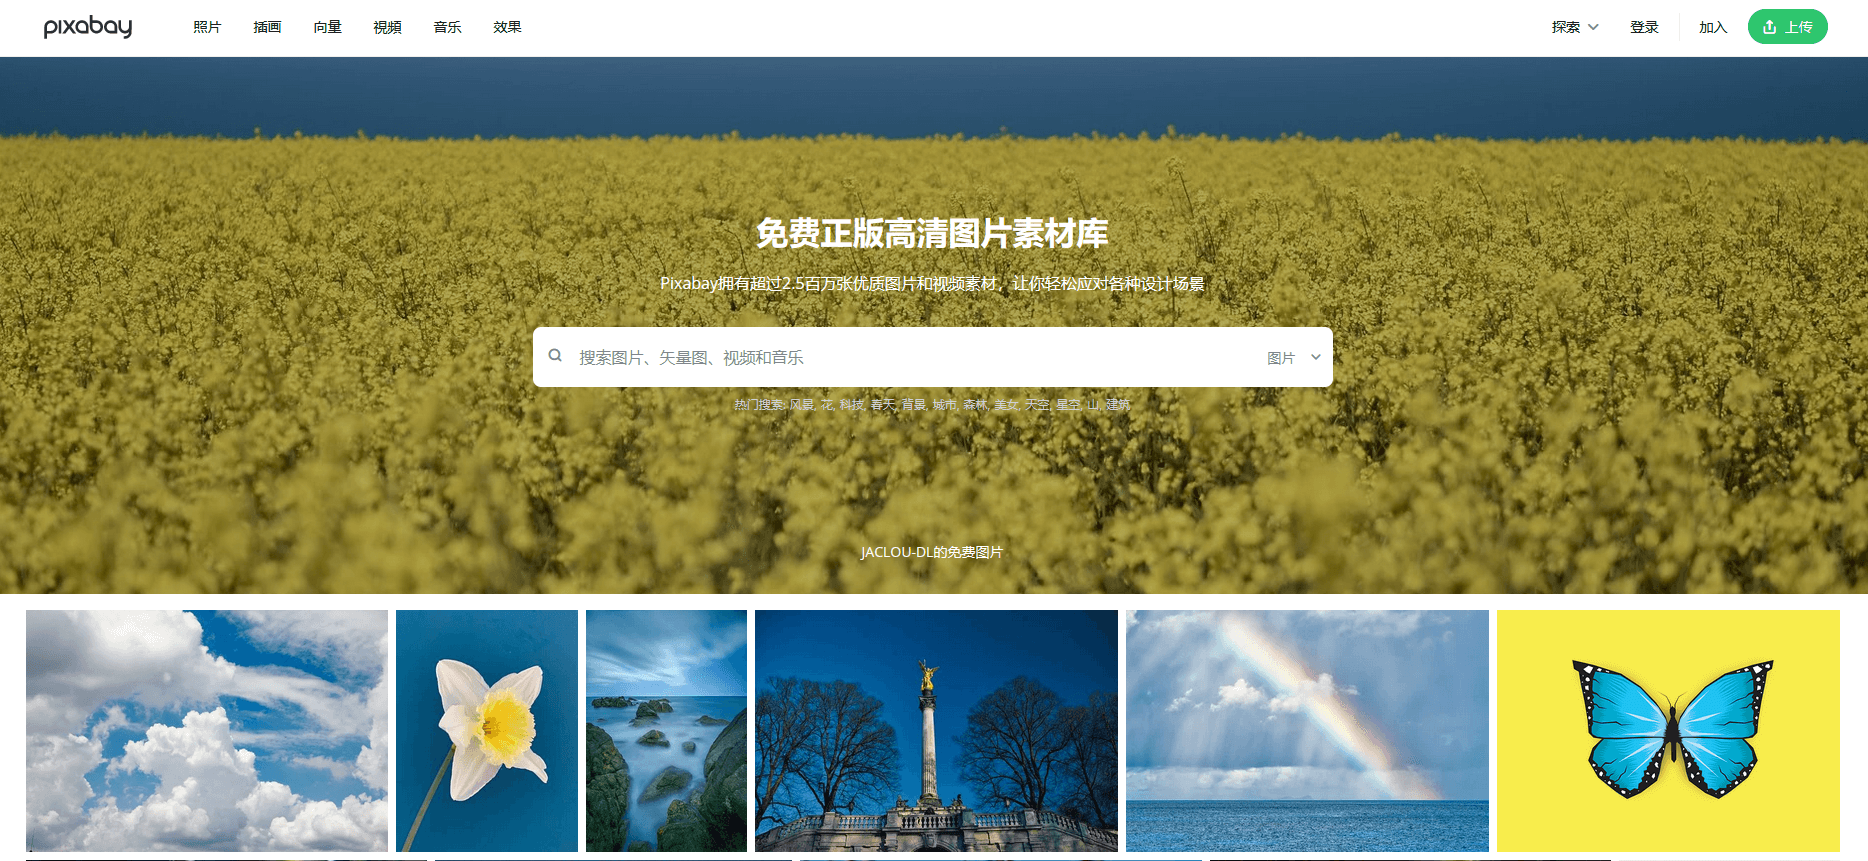 pixabay 照片 插画 向量 视频 音乐 效果 探索 登录 加入 上传
免费正版高清图片素材库
Pixabay拥有超过2.5百万张优质图片和视频素材，让你轻松应对各种设计场景
搜索图片、矢量图、视频和音乐 图片
热门搜索: 风景, 花, 科技, 春天, 背景, 城市, 森林, 美女, 天空, 星空, 山, 建筑
JACLOU-DL的免费图片